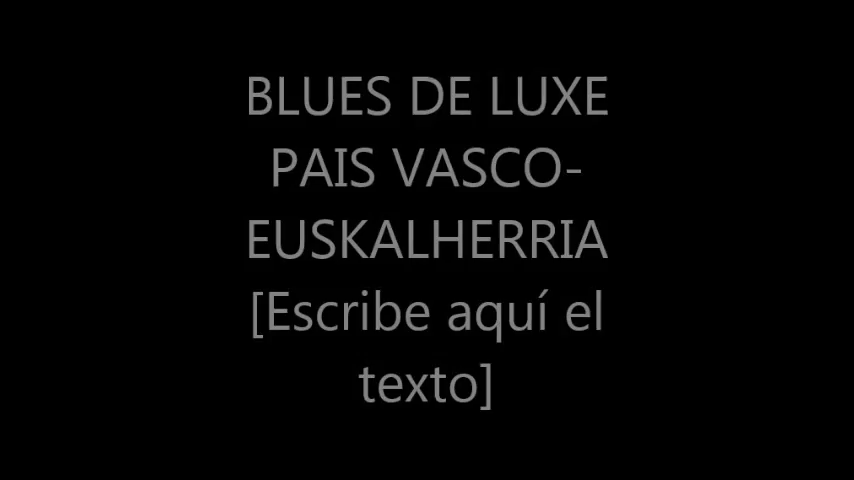 BLUES DE LUXE
PAIS VASCO-
EUSKALHERRIA
[Escribe aquí el
texto]